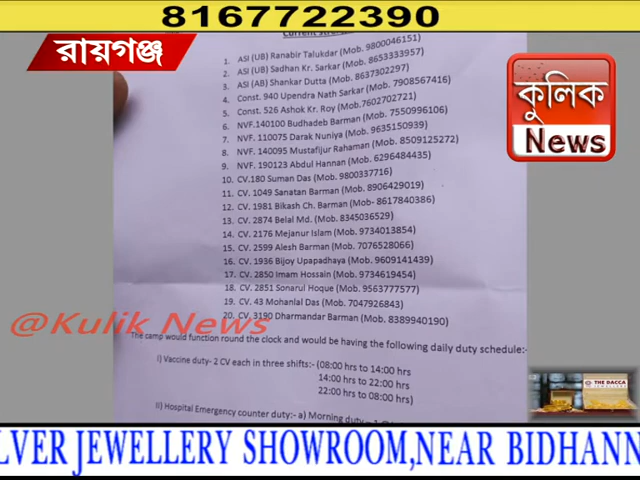 8167722390
রায়গঞ্জ
কুলিক
News
1. ASI (UB) Ranabir Talukdar (Mob. 9800046151)
2. ASI (UB) Sadhan Kr. Sarkar (Mob. 8653333957)
3. ASI (UB) Shankar Dutta (Mob. 8637302297)
4. Const. 940 Upendra Nath Sarkar (Mob. 7908567416)
5. Const. 526 Ashok Kr. Roy (Mob.7602702721)
6. NVF.140100 Budhadeb Barman (Mob. 7550996106)
7. NVF. 110075 Darak Nuniya (Mob. 9635150939)
8. NVF. 140095 Mustafijur Rahaman (Mob. 8509125272)
9. NVF. 190123 Abdul Hannan (Mob. 6296484435)
10. CV.180 Suman Das (Mob. 9800337716)
11. CV. 1049 Sanatan Barman (Mob. 8906429019)
12. CV. 1981 Bikash Ch. Barman (Mob- 8617840386)
13. CV. 2874 Belal Md. (Mob. 8345036529)
14. CV. 2176 Mejanur Islam (Mob. 9734013854)
15. CV. 2599 Alesh Barman (Mob. 7076528066)
16. CV. 1936 Bijoy Upapadhaya (Mob. 9609141439)
17. CV. 2850 Imam Hossain (Mob. 9734619454)
18. CV. 2851 Sonarul Hoque (Mob. 9563777577)
19. CV. 43 Mohanlal Das (Mob. 7047926843)
20. CV. 3190 Dharmandar Barman (Mob. 8389940190)
@Kulik News
The camp would function round the clock and would be having the following daily duty schedule:-
I) Vaccine duty- 2 CV each in three shifts:- (08:00 hrs to 14:00 hrs
14:00 hrs to 22:00 hrs
22:00 hrs to 08:00 hrs)
II) Hospital Emergency counter duty:- a) Morning duty – 1
THE DACCA
JEWELLERS
LVER JEWELLERY SHOWROOM,NEAR BIDHANN